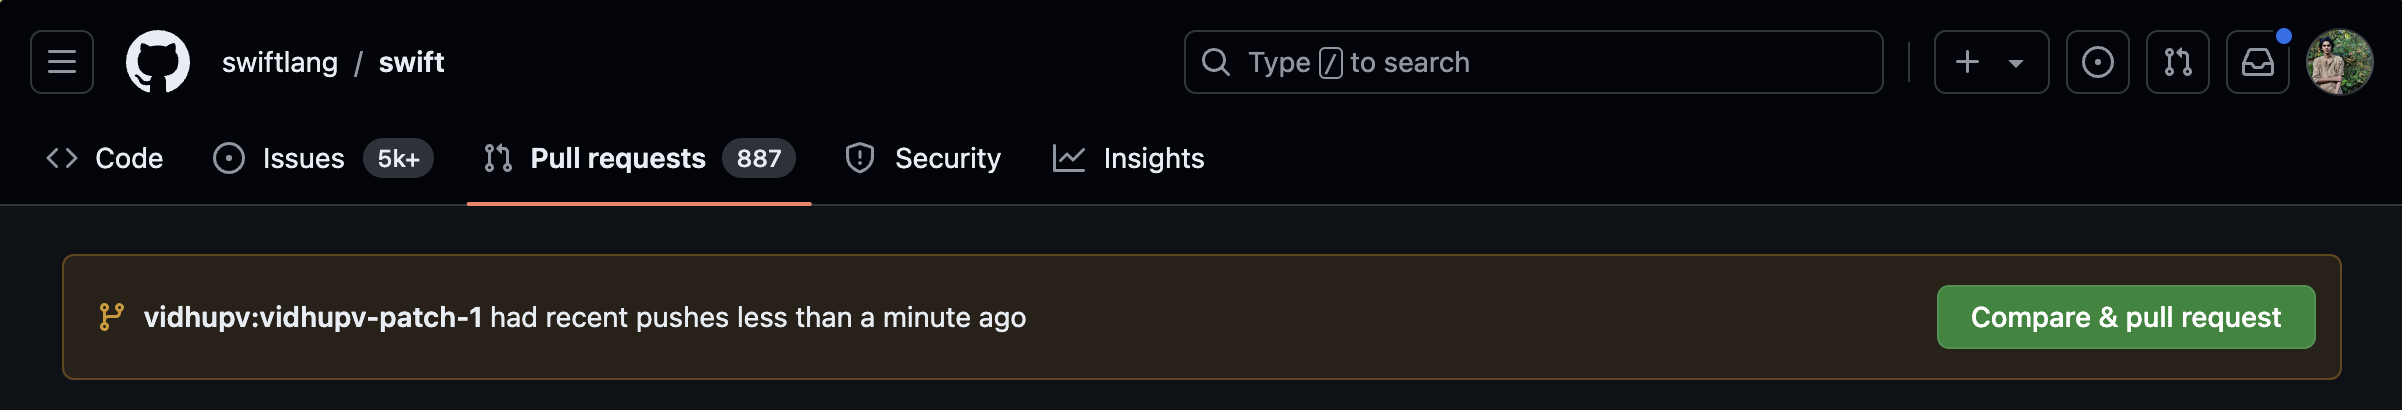 swiftlang / swift
Type / to search
Code Issues 5k+ Pull requests 887 Security Insights
vidhupv:vidhupv-patch-1 had recent pushes less than a minute ago
Compare & pull request